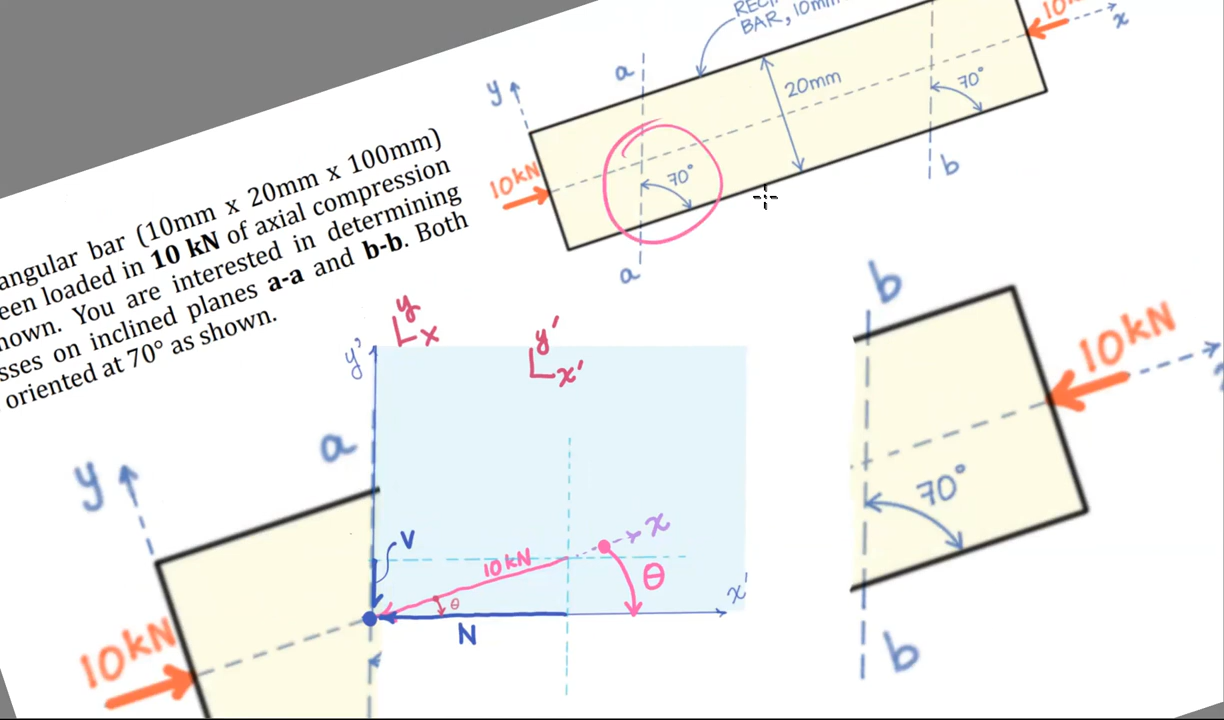 angular bar (10mm x 20mm x 100mm)
een loaded in 10 kN of axial compression
hown. You are interested in determining
sses on inclined planes a-a and b-b. Both
oriented at 70° as shown.
BAR, 10mm
y
a
20mm
70°
x
10kN
70°
a
b
y
x
y'
x'
y'
a
b
10kN
y
V
10 kN
x
θ
θ
70°
x'
N
10kN
b